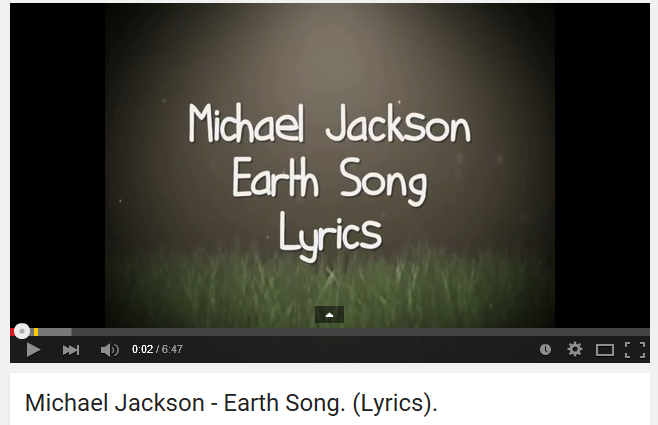 Michael Jackson
Earth Song
Lyrics
0:02 / 6:47
Michael Jackson - Earth Song. (Lyrics).